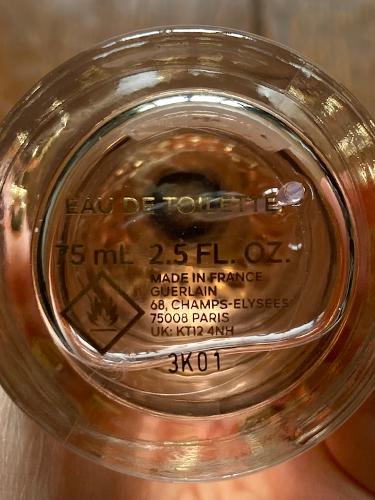 EAU DE TOILETTE
75 mL 2.5 FL. OZ.
MADE IN FRANCE
GUERLAIN
68, CHAMPS-ELYSEES
75008 PARIS
UK: KT12 4NH
3K01